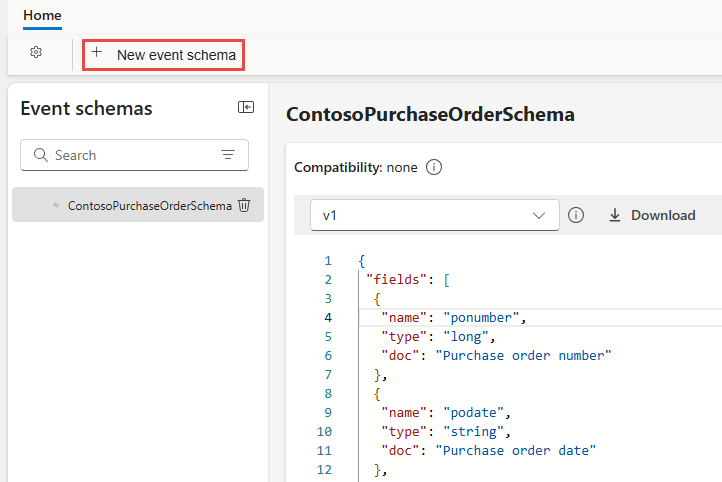 Home
+ New event schema
Event schemas
Search
ContosoPurchaseOrderSchema
ContosoPurchaseOrderSchema
Compatibility: none
v1
Download
1 {
2 "fields": [
3 {
4 "name": "ponumber",
5 "type": "long",
6 "doc": "Purchase order number"
7 },
8 {
9 "name": "podate",
10 "type": "string",
11 "doc": "Purchase order date"
12 },